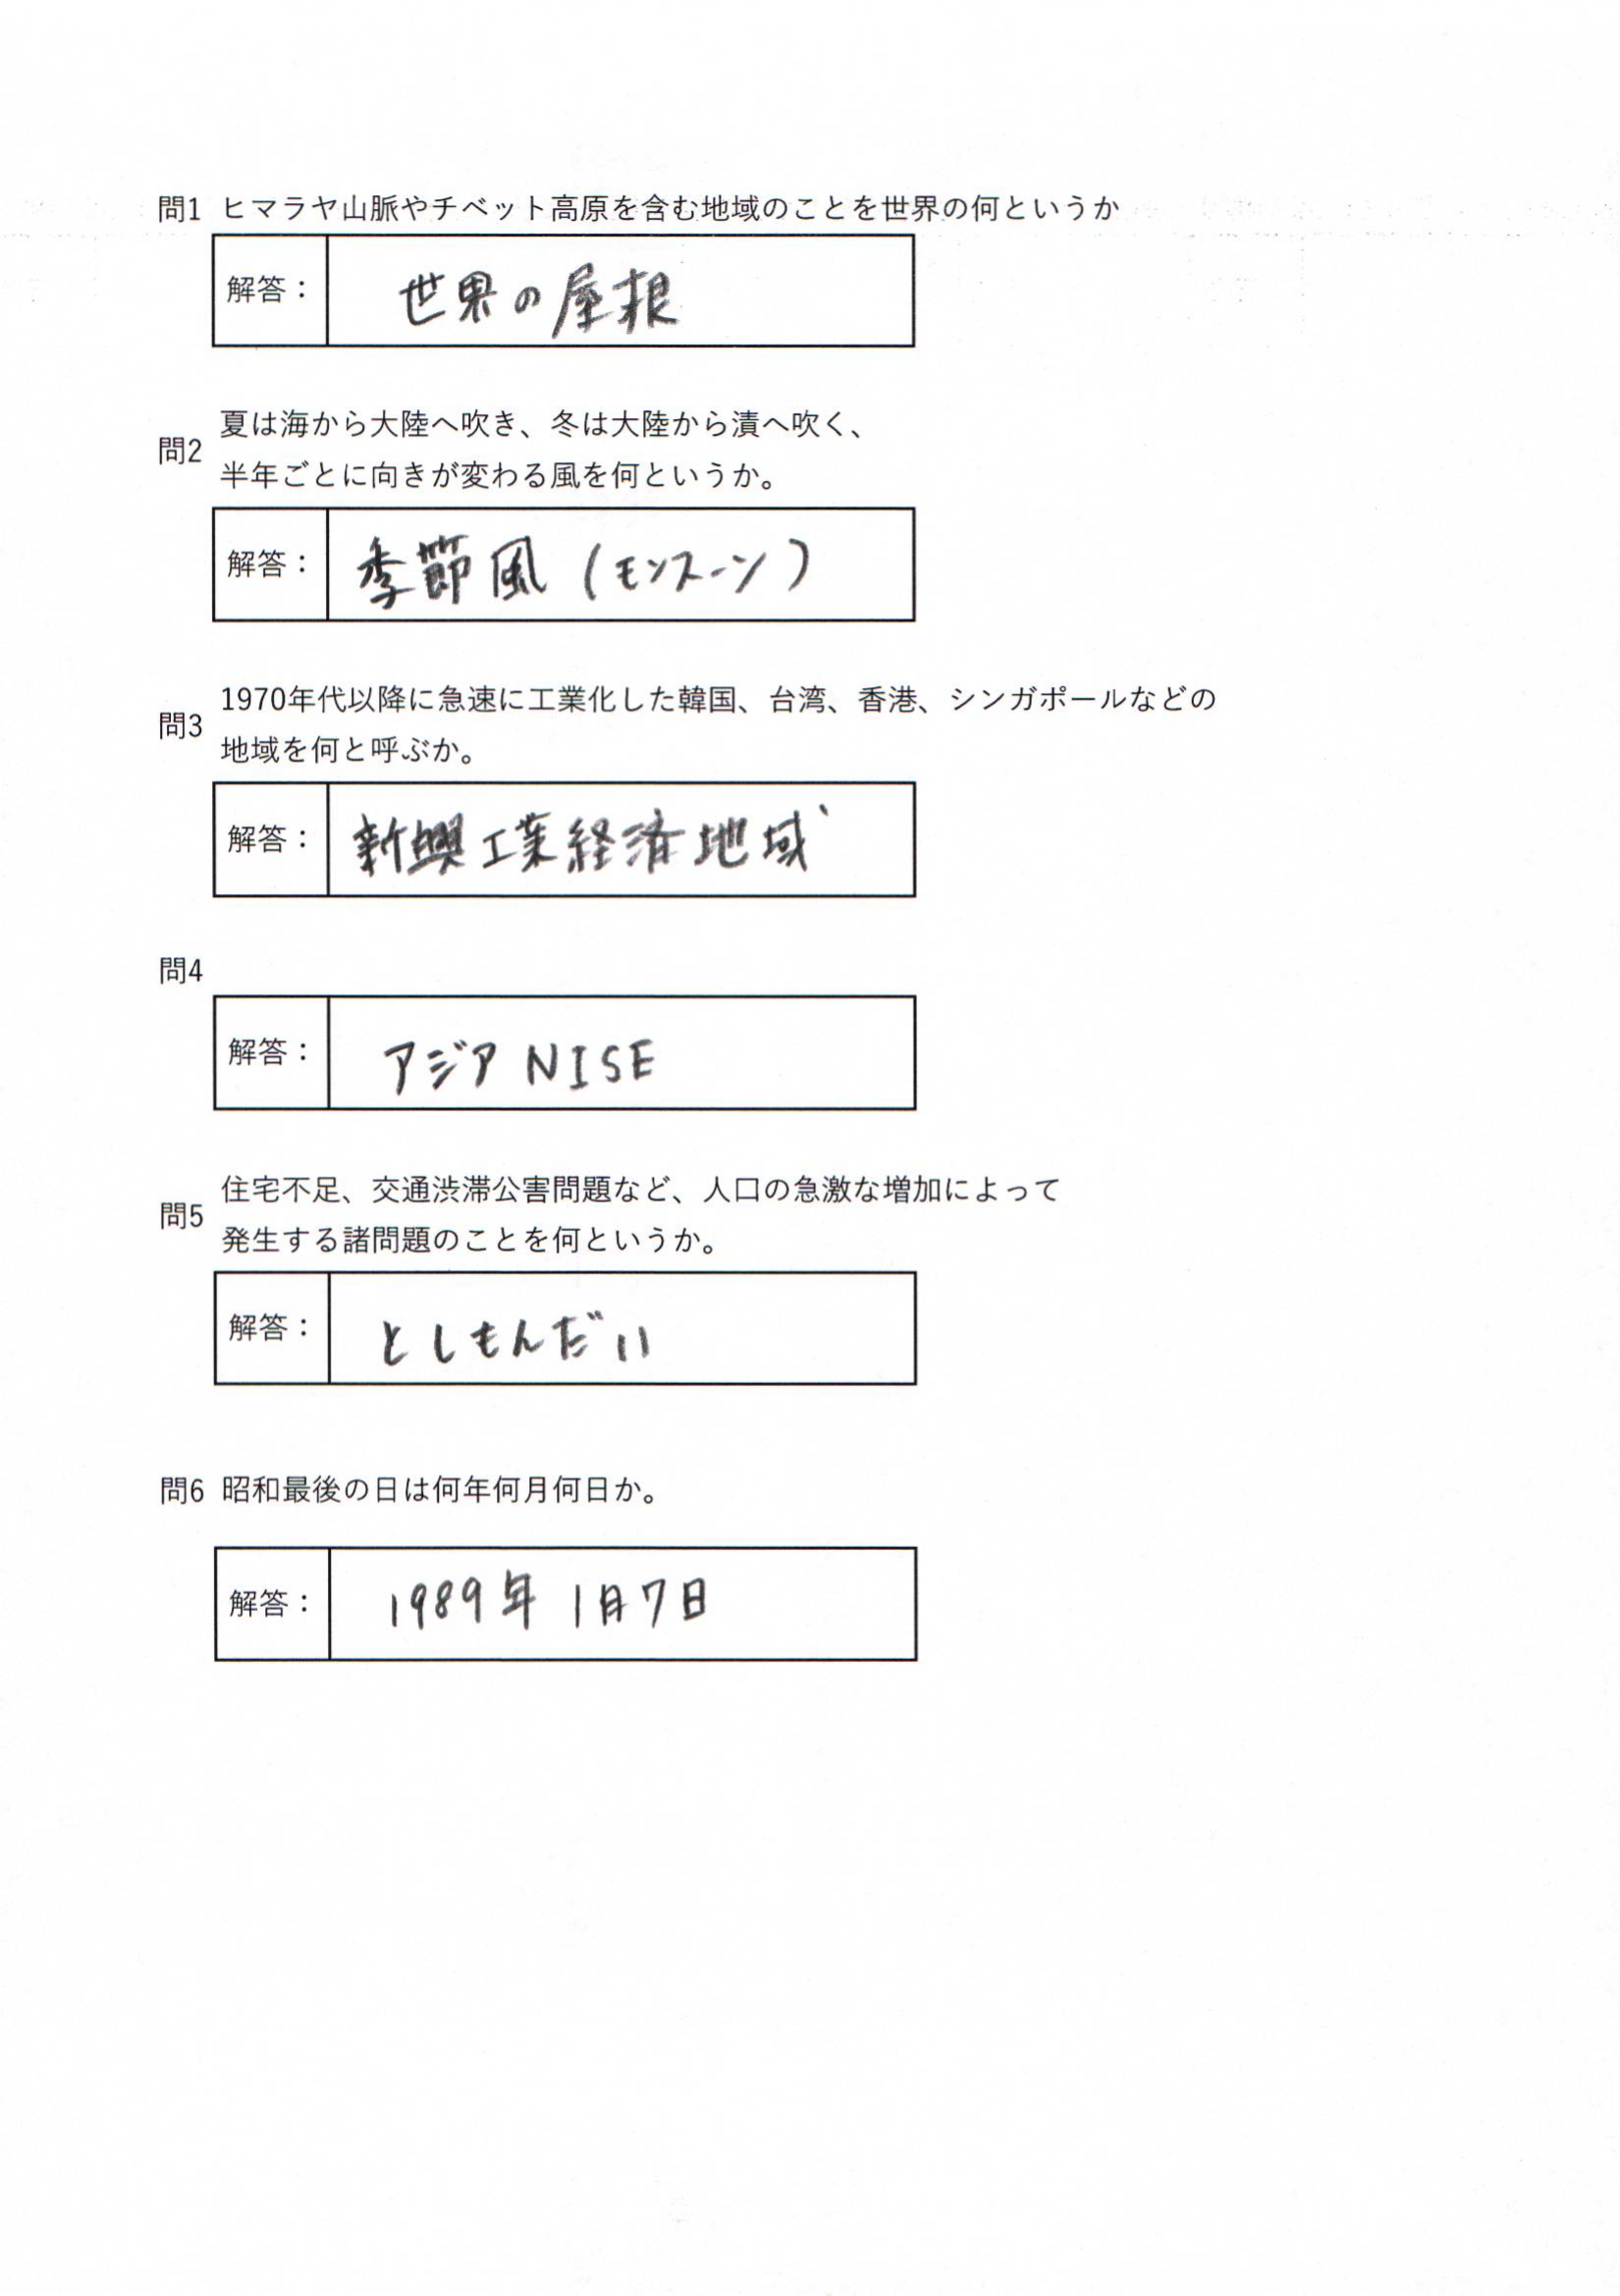 問1 ヒマラヤ山脈やチベット高原を含む地域のことを世界の何というか
解答： 世界の屋根
問2 夏は海から大陸へ吹き、冬は大陸から漬へ吹く、
半年ごとに向きが変わる風を何というか。
解答： 季節風（モンスーン）
問3 1970年代以降に急速に工業化した韓国、台湾、香港、シンガポールなどの
地域を何と呼ぶか。
解答： 新興工業経済地域
問4
解答： アジアNISE
問5 住宅不足、交通渋滞公害問題など、人口の急激な増加によって
発生する諸問題のことを何というか。
解答： としもんだい
問6 昭和最後の日は何年何月何日か。
解答： 1989年 1月7日